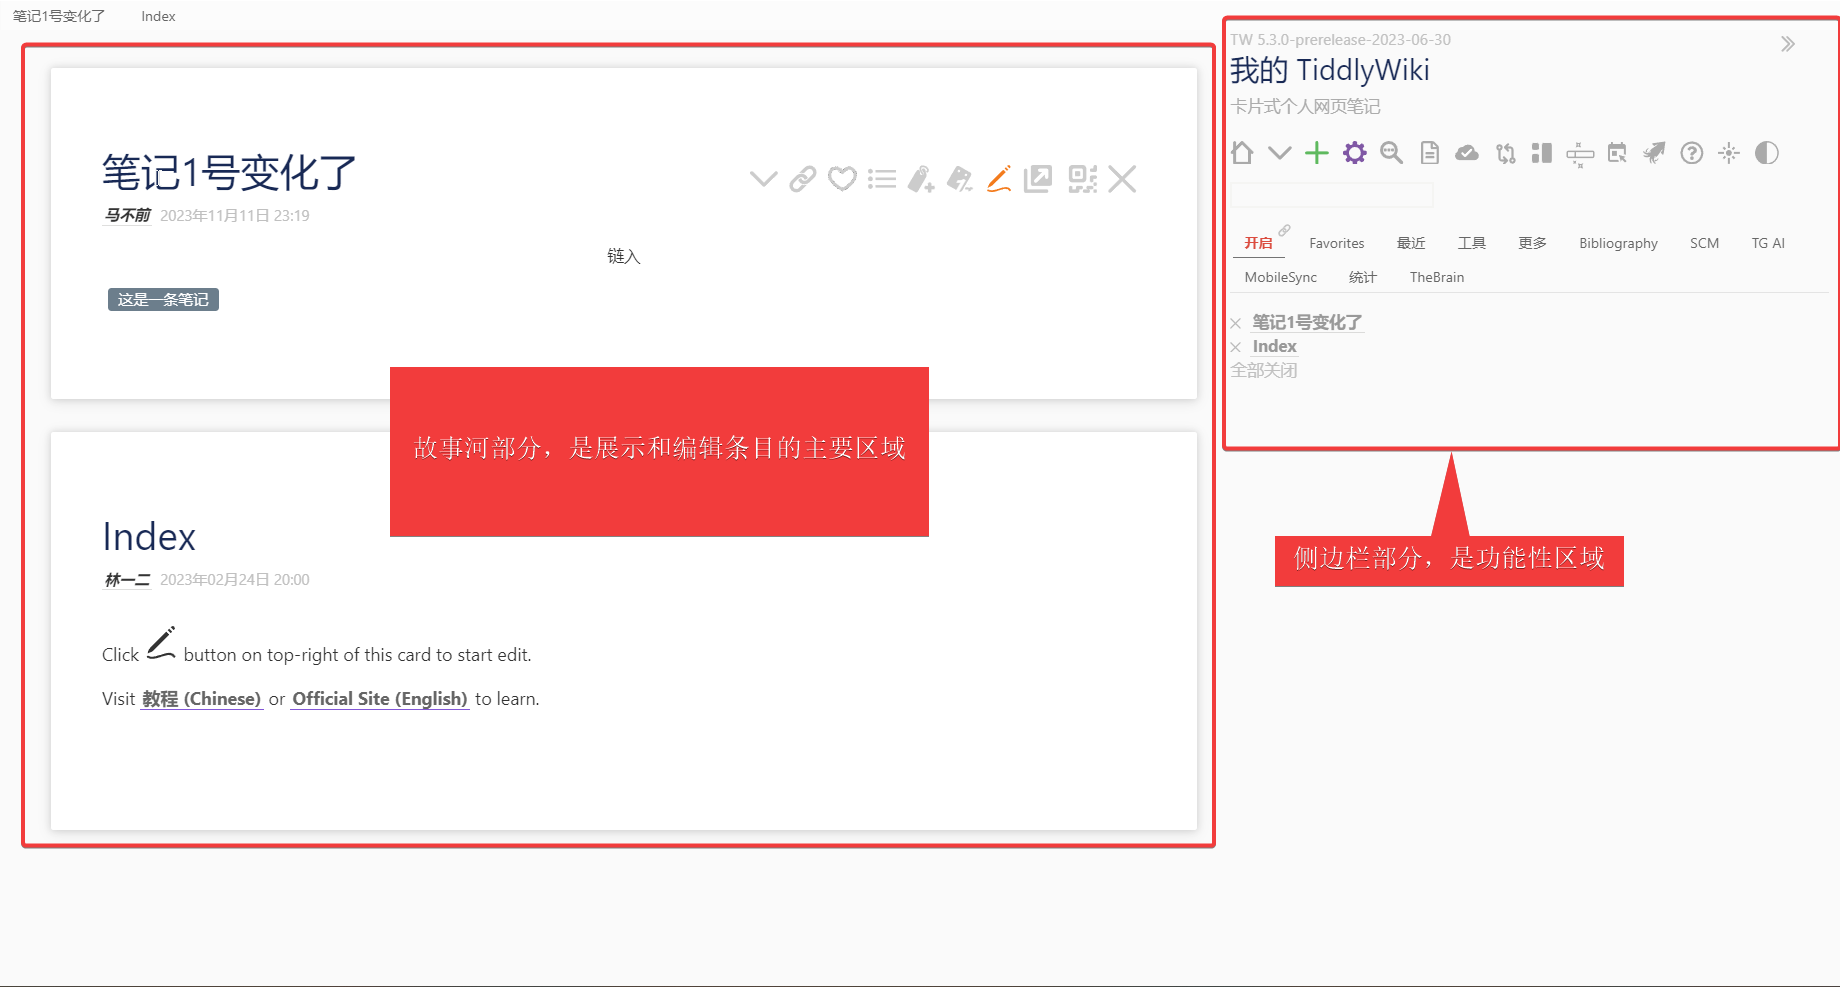 笔记1号变化了 Index
笔记1号变化了
马不前 2023年11月11日 23:19
链入
这是一条笔记
故事河部分，是展示和编辑条目的主要区域
Index
林一二 2023年02月24日 20:00
Click button on top-right of this card to start edit.
Visit 教程 (Chinese) or Official Site (English) to learn.
TW 5.3.0-prerelease-2023-06-30
我的 TiddlyWiki
卡片式个人网页笔记
开启 Favorites 最近 工具 更多 Bibliography SCM TG AI
MobileSync 统计 TheBrain
笔记1号变化了
Index
全部关闭
侧边栏部分，是功能性区域